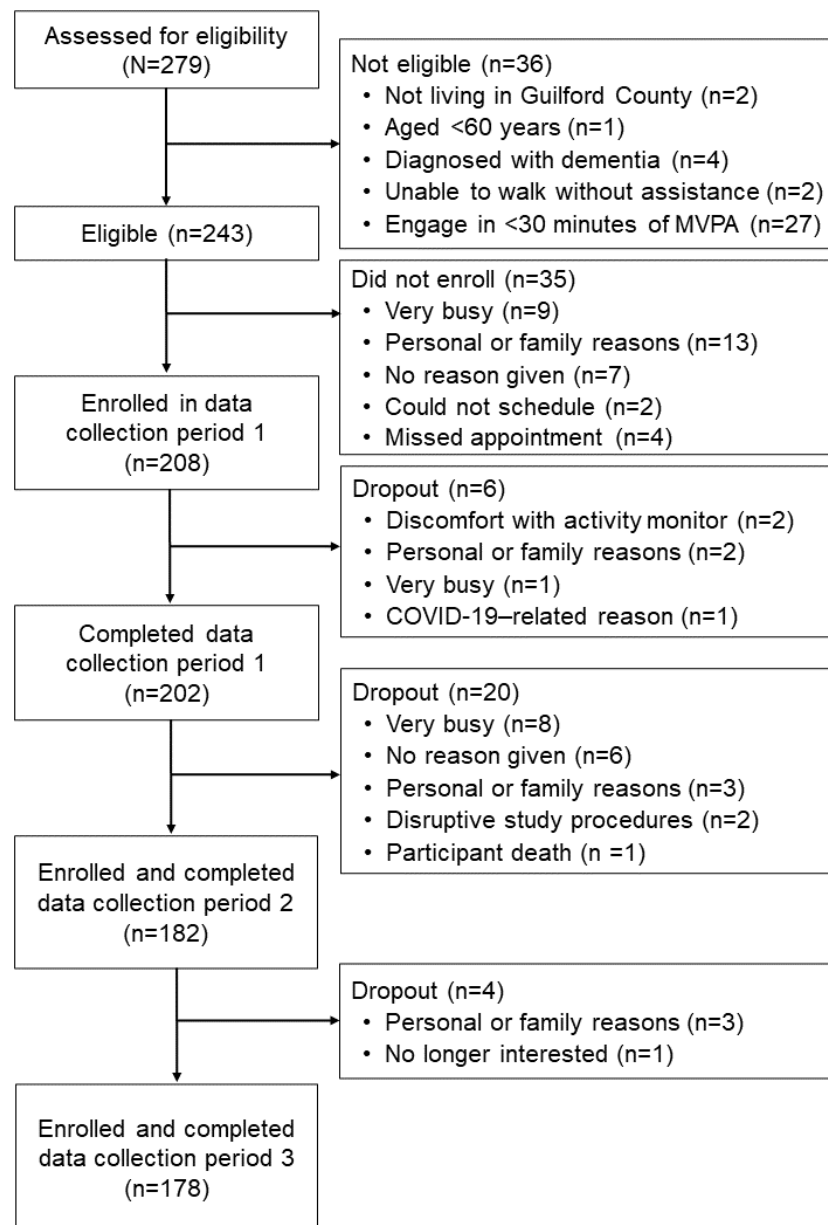 Assessed for eligibility
(N=279)
Not eligible (n=36)
• Not living in Guilford County (n=2)
• Aged <60 years (n=1)
• Diagnosed with dementia (n=4)
• Unable to walk without assistance (n=2)
• Engage in <30 minutes of MVPA (n=27)
Eligible (n=243)
Did not enroll (n=35)
• Very busy (n=9)
• Personal or family reasons (n=13)
• No reason given (n=7)
• Could not schedule (n=2)
• Missed appointment (n=4)
Enrolled in data
collection period 1
(n=208)
Dropout (n=6)
• Discomfort with activity monitor (n=2)
• Personal or family reasons (n=2)
• Very busy (n=1)
• COVID-19–related reason (n=1)
Completed data
collection period 1
(n=202)
Dropout (n=20)
• Very busy (n=8)
• No reason given (n=6)
• Personal or family reasons (n=3)
• Disruptive study procedures (n=2)
• Participant death (n =1)
Enrolled and completed
data collection period 2
(n=182)
Dropout (n=4)
• Personal or family reasons (n=3)
• No longer interested (n=1)
Enrolled and completed
data collection period 3
(n=178)